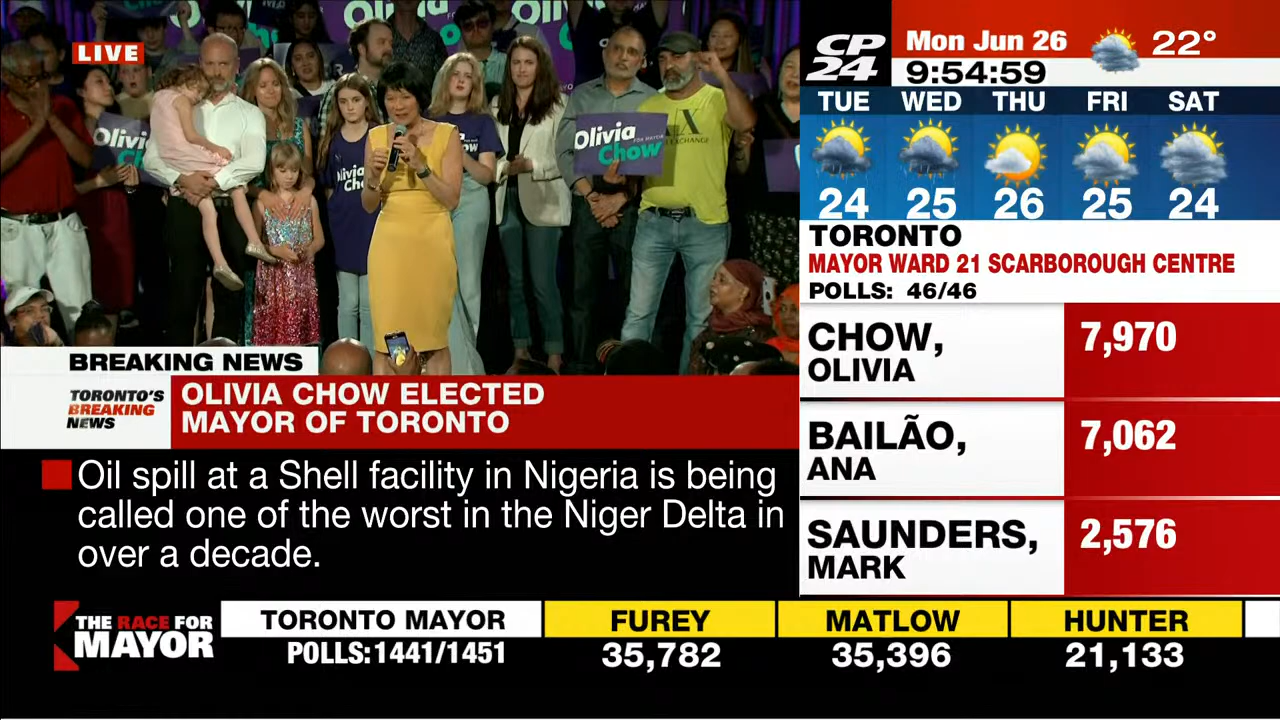 LIVE
Olivia
FOR MAYOR
Chow
CP
24
Mon Jun 26
22°
9:54:59
TUE WED THU FRI SAT
24 25 26 25 24
TORONTO
MAYOR WARD 21 SCARBOROUGH CENTRE
POLLS: 46/46
CHOW,
OLIVIA
7,970
BAILÃO,
ANA
7,062
SAUNDERS,
MARK
2,576
BREAKING NEWS
TORONTO'S
BREAKING
NEWS
OLIVIA CHOW ELECTED
MAYOR OF TORONTO
Oil spill at a Shell facility in Nigeria is being
called one of the worst in the Niger Delta in
over a decade.
THE RACE FOR
MAYOR
TORONTO MAYOR
POLLS:1441/1451
FUREY
35,782
MATLOW
35,396
HUNTER
21,133